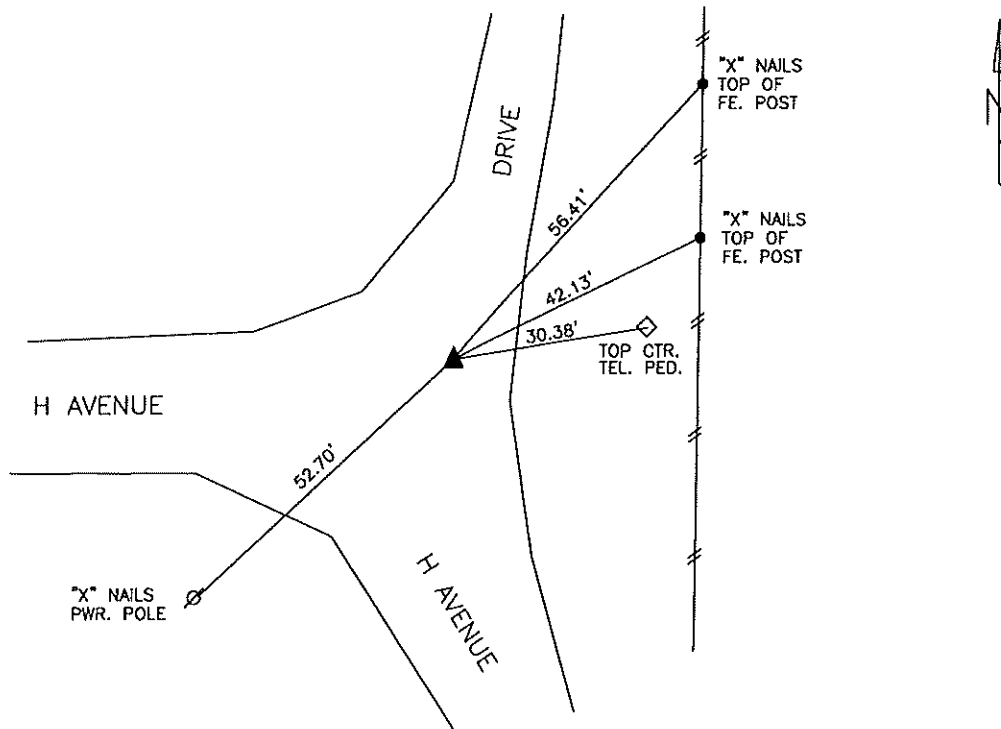 "X" NAILS
TOP OF
FE. POST
DRIVE
56.41'
"X" NAILS
TOP OF
FE. POST
42.13'
30.38'
TOP CTR.
TEL. PED.
H AVENUE
52.70'
H AVENUE
"X" NAILS
PWR. POLE